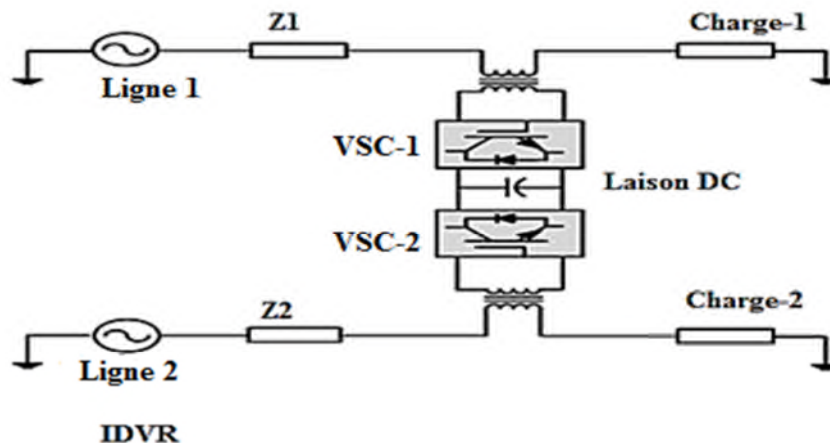 Z1
Charge-1
Ligne 1
VSC-1
Laison DC
VSC-2
Z2
Charge-2
Ligne 2
IDVR